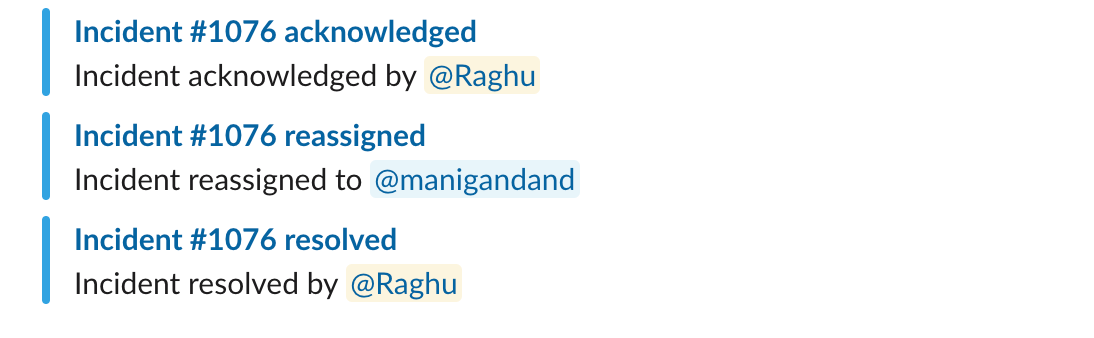 Incident #1076 acknowledged
Incident acknowledged by @Raghu
Incident #1076 reassigned
Incident reassigned to @manigandand
Incident #1076 resolved
Incident resolved by @Raghu